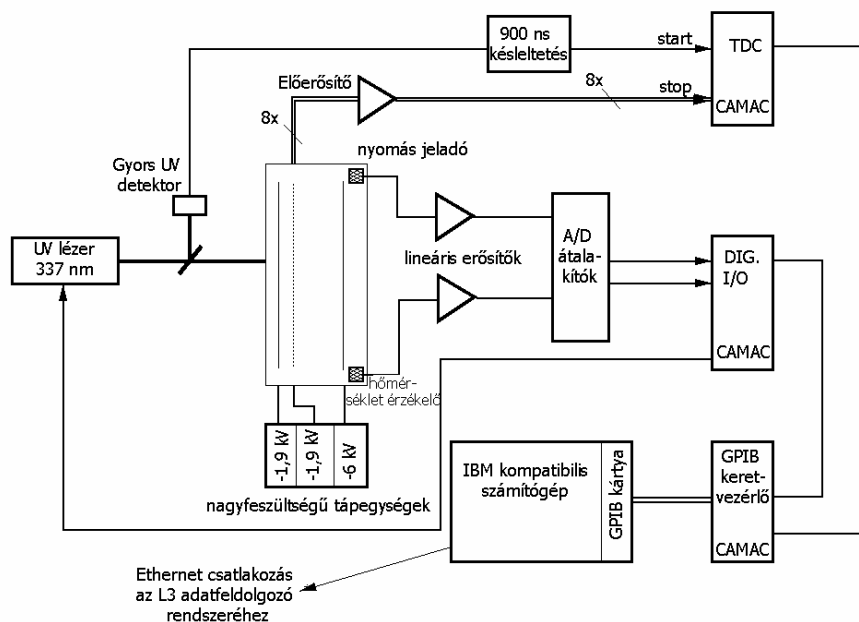 900 ns
késleltetés
start
TDC
Előerősítő
8x
stop
8x
CAMAC
nyomás jeladó
Gyors UV
detektor
UV lézer
337 nm
lineáris erősítők
A/D
átala-
kítók
DIG.
I/O
CAMAC
hőmér-
séklet érzékelő
-1,9 kV
-1,9 kV
-6 kV
nagyfeszültségű tápegységek
IBM kompatibilis
számítógép
GPIB kártya
GPIB
keret-
vezérlő
CAMAC
Ethernet csatlakozás
az L3 adatfeldolgozó
rendszeréhez